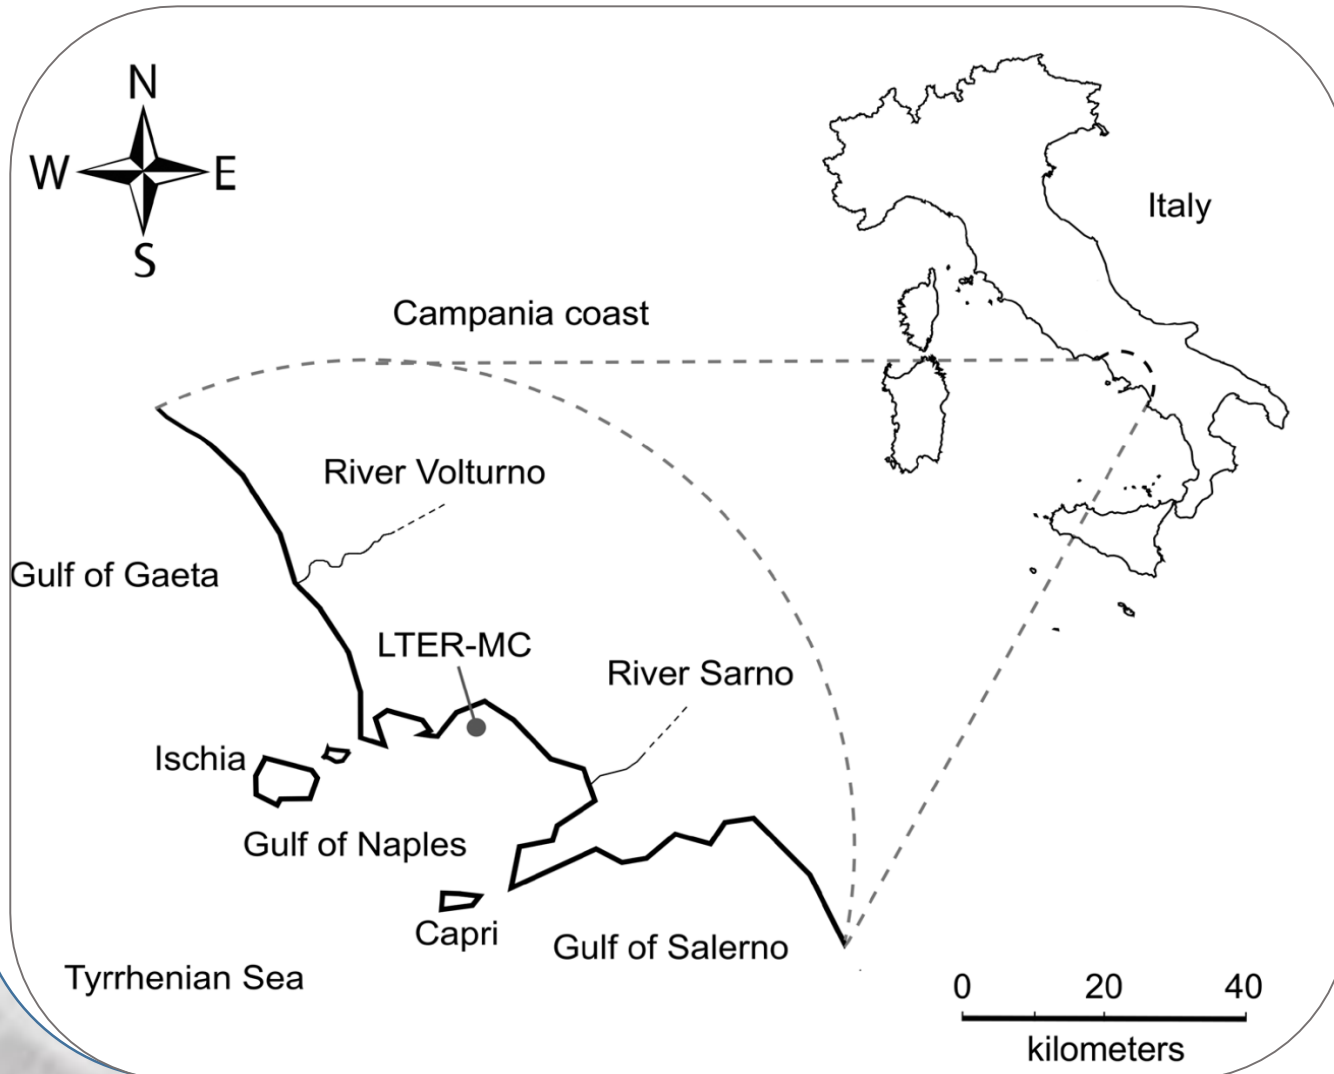 N
W E
S
Italy
Campania coast
River Volturno
Gulf of Gaeta
LTER-MC
River Sarno
Ischia
Gulf of Naples
Capri
Gulf of Salerno
Tyrrhenian Sea
0 20 40
kilometers